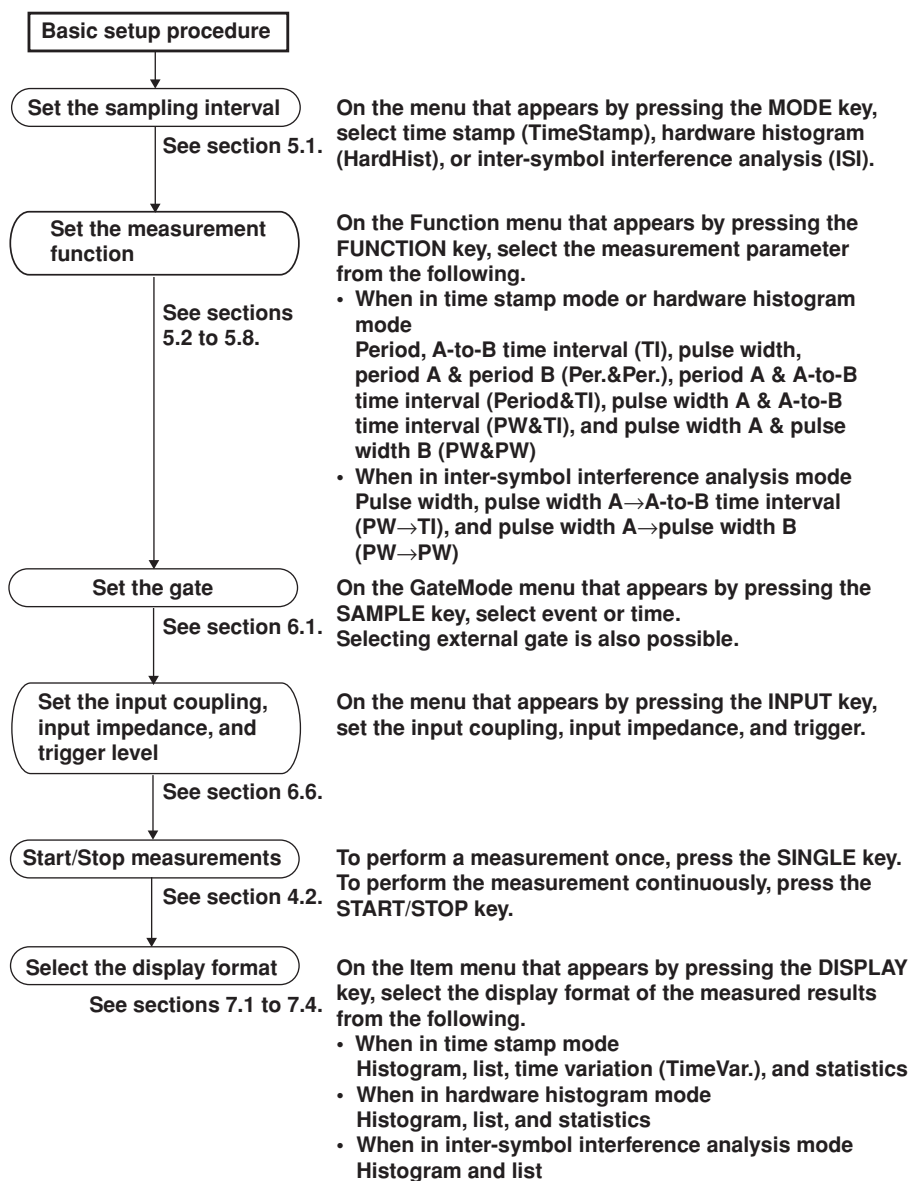 Basic setup procedure
Set the sampling interval
See section 5.1.
On the menu that appears by pressing the MODE key,
select time stamp (TimeStamp), hardware histogram
(HardHist), or inter-symbol interference analysis (ISI).
Set the measurement
function
See sections
5.2 to 5.8.
On the Function menu that appears by pressing the
FUNCTION key, select the measurement parameter
from the following.
• When in time stamp mode or hardware histogram
mode
Period, A-to-B time interval (TI), pulse width,
period A & period B (Per.&Per.), period A & A-to-B
time interval (Period&TI), pulse width A & A-to-B
time interval (PW&TI), and pulse width A & pulse
width B (PW&PW)
• When in inter-symbol interference analysis mode
Pulse width, pulse width A→A-to-B time interval
(PW→TI), and pulse width A→pulse width B
(PW→PW)
Set the gate
See section 6.1.
On the GateMode menu that appears by pressing the
SAMPLE key, select event or time.
Selecting external gate is also possible.
Set the input coupling,
input impedance, and
trigger level
See section 6.6.
On the menu that appears by pressing the INPUT key,
set the input coupling, input impedance, and trigger.
Start/Stop measurements
See section 4.2.
To perform a measurement once, press the SINGLE key.
To perform the measurement continuously, press the
START/STOP key.
Select the display format
See sections 7.1 to 7.4.
On the Item menu that appears by pressing the DISPLAY
key, select the display format of the measured results
from the following.
• When in time stamp mode
Histogram, list, time variation (TimeVar.), and statistics
• When in hardware histogram mode
Histogram, list, and statistics
• When in inter-symbol interference analysis mode
Histogram and list